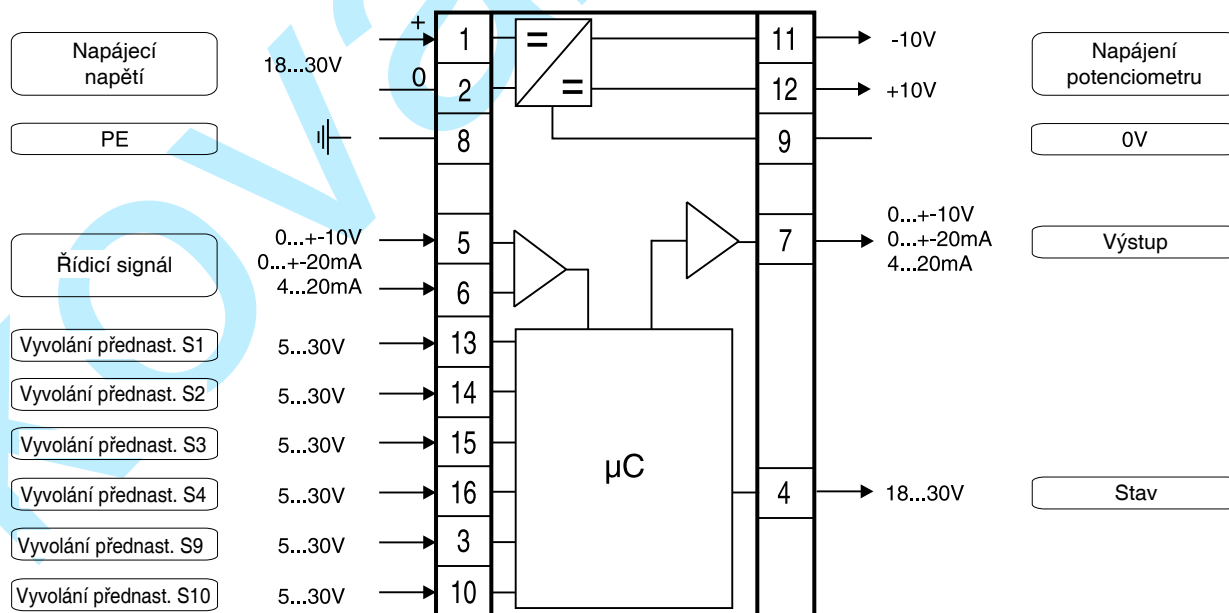 Napájecí
napětí
18...30V
+
0
1
2
=
=
11
12
-10V
+10V
Napájení
potenciometru
PE
8
9
0V
Řídicí signál
0...+-10V
0...+-20mA
4...20mA
5
6
7
0...+-10V
0...+-20mA
4...20mA
Výstup
Vyvolání přednast. S1
5...30V
13
Vyvolání přednast. S2
5...30V
14
Vyvolání přednast. S3
5...30V
15
µC
Vyvolání přednast. S4
5...30V
16
4
18...30V
Stav
Vyvolání přednast. S9
5...30V
3
Vyvolání přednast. S10
5...30V
10